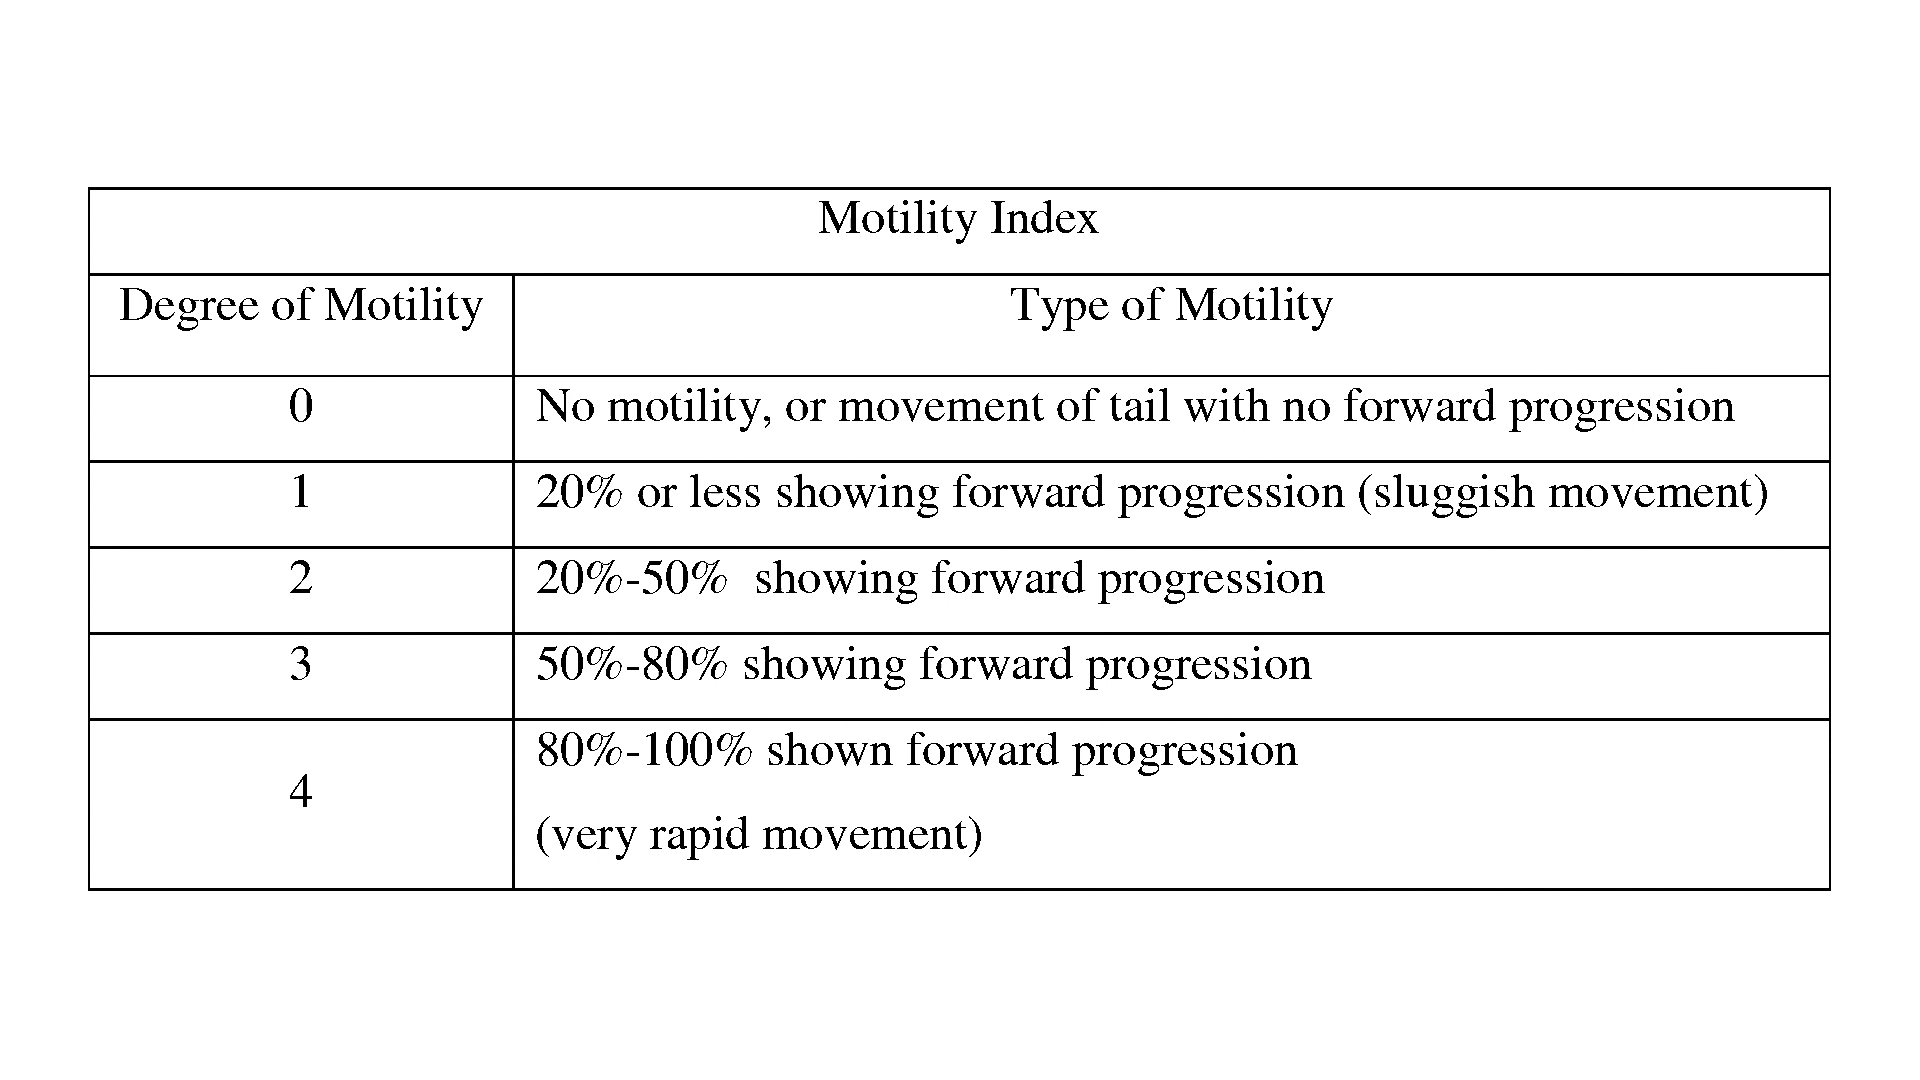 Motility Index
Degree of Motility Type of Motility
0 No motility, or movement of tail with no forward progression
1 20% or less showing forward progression (sluggish movement)
2 20%-50%  showing forward progression
3 50%-80% showing forward progression
4 80%-100% shown forward progression
(very rapid movement)